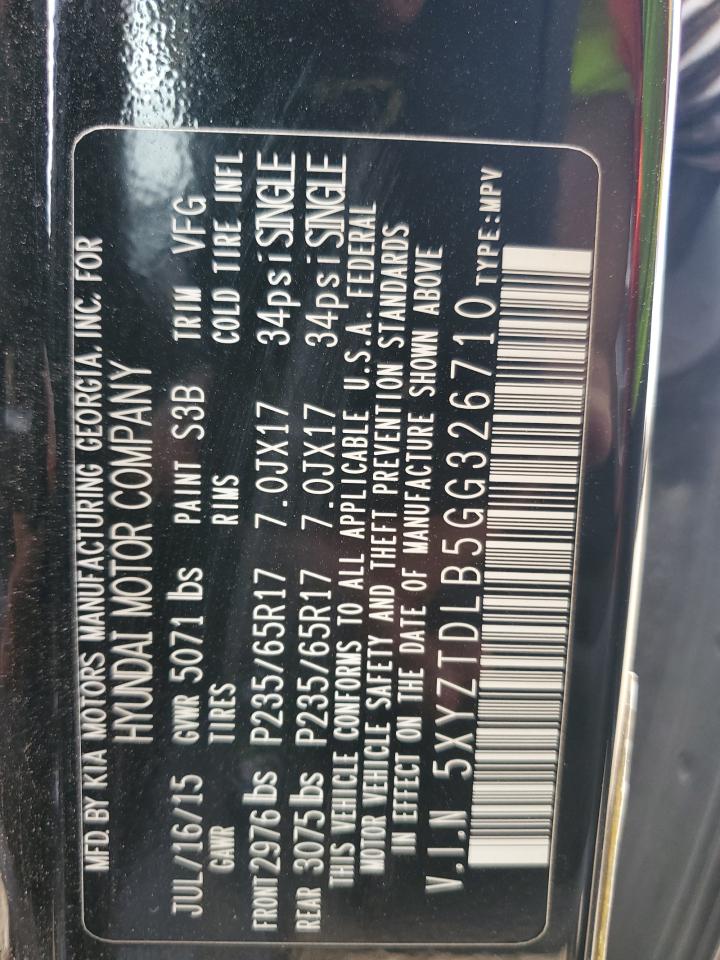 MFD. BY KIA MOTORS MANUFACTURING GEORGIA, INC. FOR
HYUNDAI MOTOR COMPANY
JUL/16/15 GVWR 5071 lbs PAINT S3B TRIM VFG
GAWR TIRES RIMS COLD TIRE INFL
FRONT 2976 lbs P235/65R17 7.0JX17 34psi SINGLE
REAR 3075 lbs P235/65R17 7.0JX17 34psi SINGLE
THIS VEHICLE CONFORMS TO ALL APPLICABLE U.S.A. FEDERAL
MOTOR VEHICLE SAFETY AND THEFT PREVENTION STANDARDS
IN EFFECT ON THE DATE OF MANUFACTURE SHOWN ABOVE
V.I.N 5XYZTDLB5GG326710 TYPE:MPV